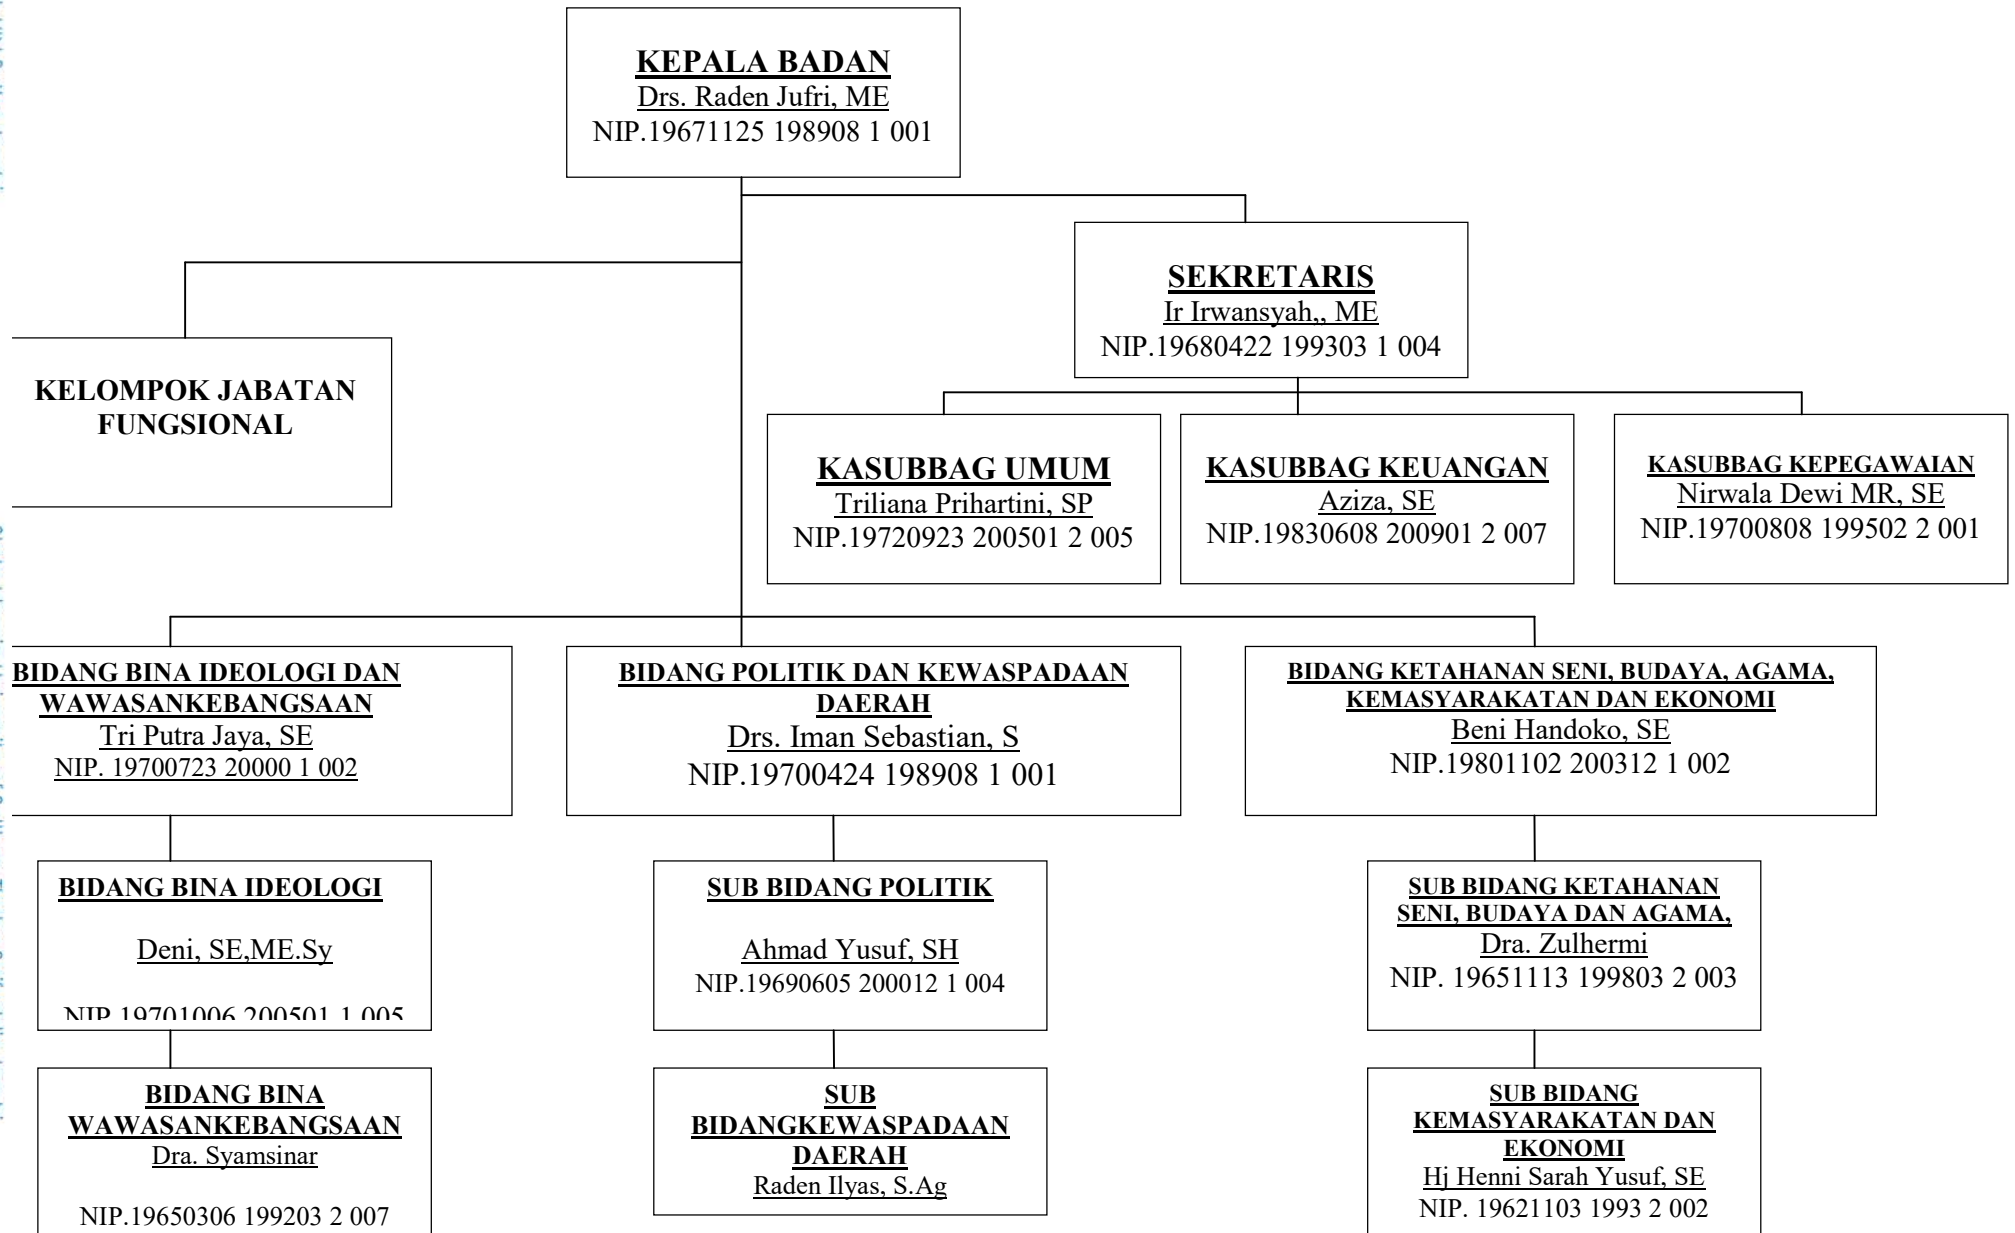 KEPALA BADAN
Drs. Raden Jufri, ME
NIP.19671125 198908 1 001
SEKRETARIS
Ir Irwansyah,, ME
NIP.19680422 199303 1 004
KELOMPOK JABATAN
FUNGSIONAL
KASUBBAG UMUM
Triliana Prihartini, SP
NIP.19720923 200501 2 005
KASUBBAG KEUANGAN
Aziza, SE
NIP.19830608 200901 2 007
KASUBBAG KEPEGAWAIAN
Nirwala Dewi MR, SE
NIP.19700808 199502 2 001
BIDANG BINA IDEOLOGI DAN
WAWASANKEBANGSAAN
Tri Putra Jaya, SE
NIP. 19700723 20000 1 002
BIDANG POLITIK DAN KEWASPADAAN
DAERAH
Drs. Iman Sebastian, S
NIP.19700424 198908 1 001
BIDANG KETAHANAN SENI, BUDAYA, AGAMA,
KEMASYARAKATAN DAN EKONOMI
Beni Handoko, SE
NIP.19801102 200312 1 002
BIDANG BINA IDEOLOGI
Deni, SE,ME.Sy
NIP 19701006 200501 1 005
SUB BIDANG POLITIK
Ahmad Yusuf, SH
NIP.19690605 200012 1 004
SUB BIDANG KETAHANAN
SENI, BUDAYA DAN AGAMA,
Dra. Zulhermi
NIP. 19651113 199803 2 003
BIDANG BINA
WAWASANKEBANGSAAN
Dra. Syamsinar
NIP.19650306 199203 2 007
SUB
BIDANGKEWASPADAAN
DAERAH
Raden Ilyas, S.Ag
SUB BIDANG
KEMASYARAKATAN DAN
EKONOMI
Hj Henni Sarah Yusuf, SE
NIP. 19621103 1993 2 002